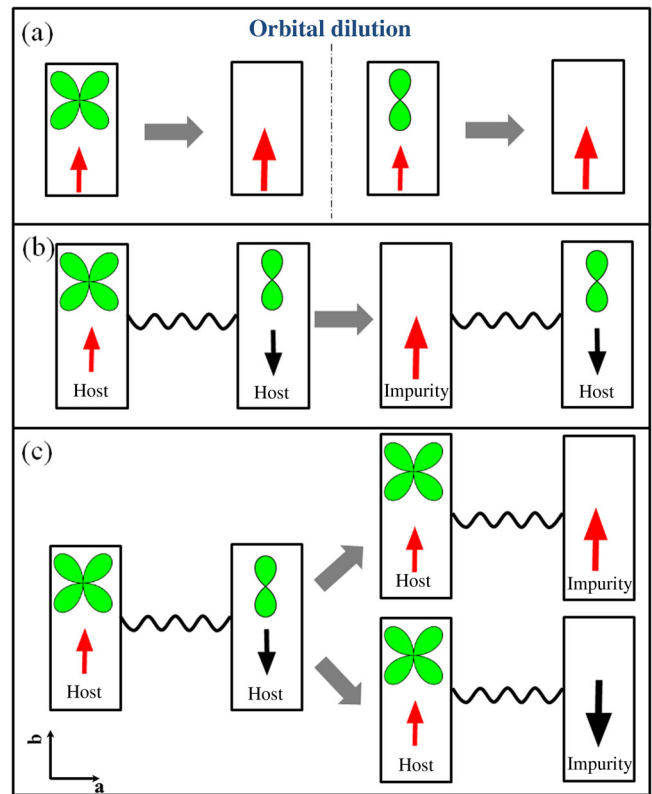 (a)
Orbital dilution
(b)
Host
Host
Impurity
Host
(c)
Host
Impurity
Host
Host
Host
Impurity
b
a